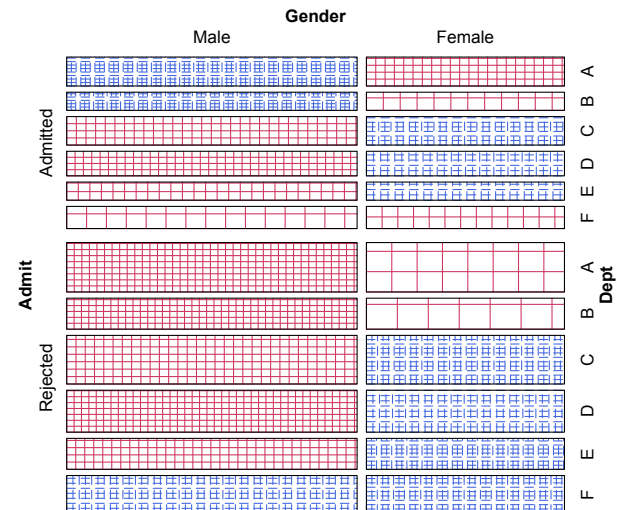 Gender
Male Female
Admit
Admitted
Rejected
A
B
C
D
E
F
A
B
C
D
E
F
Dept